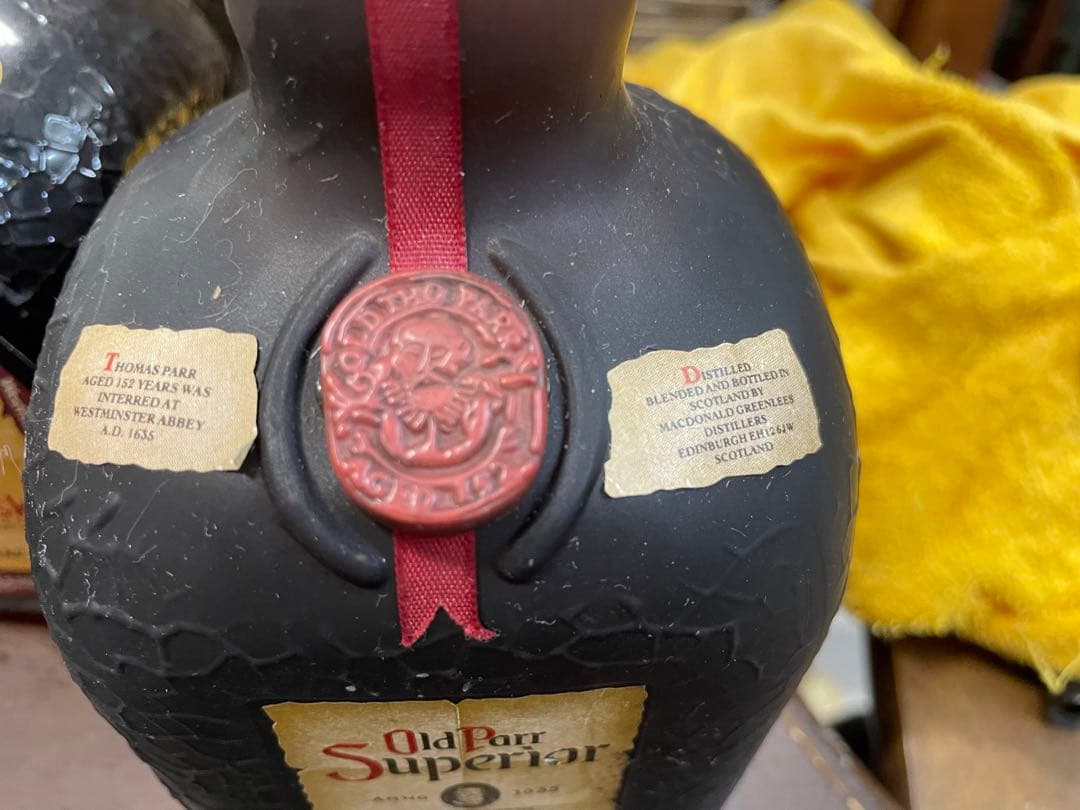 THOMAS PARR
AGED 152 YEARS WAS
INTERRED AT
WESTMINSTER ABBEY
A.D. 1635
DISTILLED
BLENDED AND BOTTLED IN
SCOTLAND BY
MACDONALD GREENLEES
DISTILLERS
EDINBURGH EH12 6JW
SCOTLAND
Old Parr
Superior
ANNO